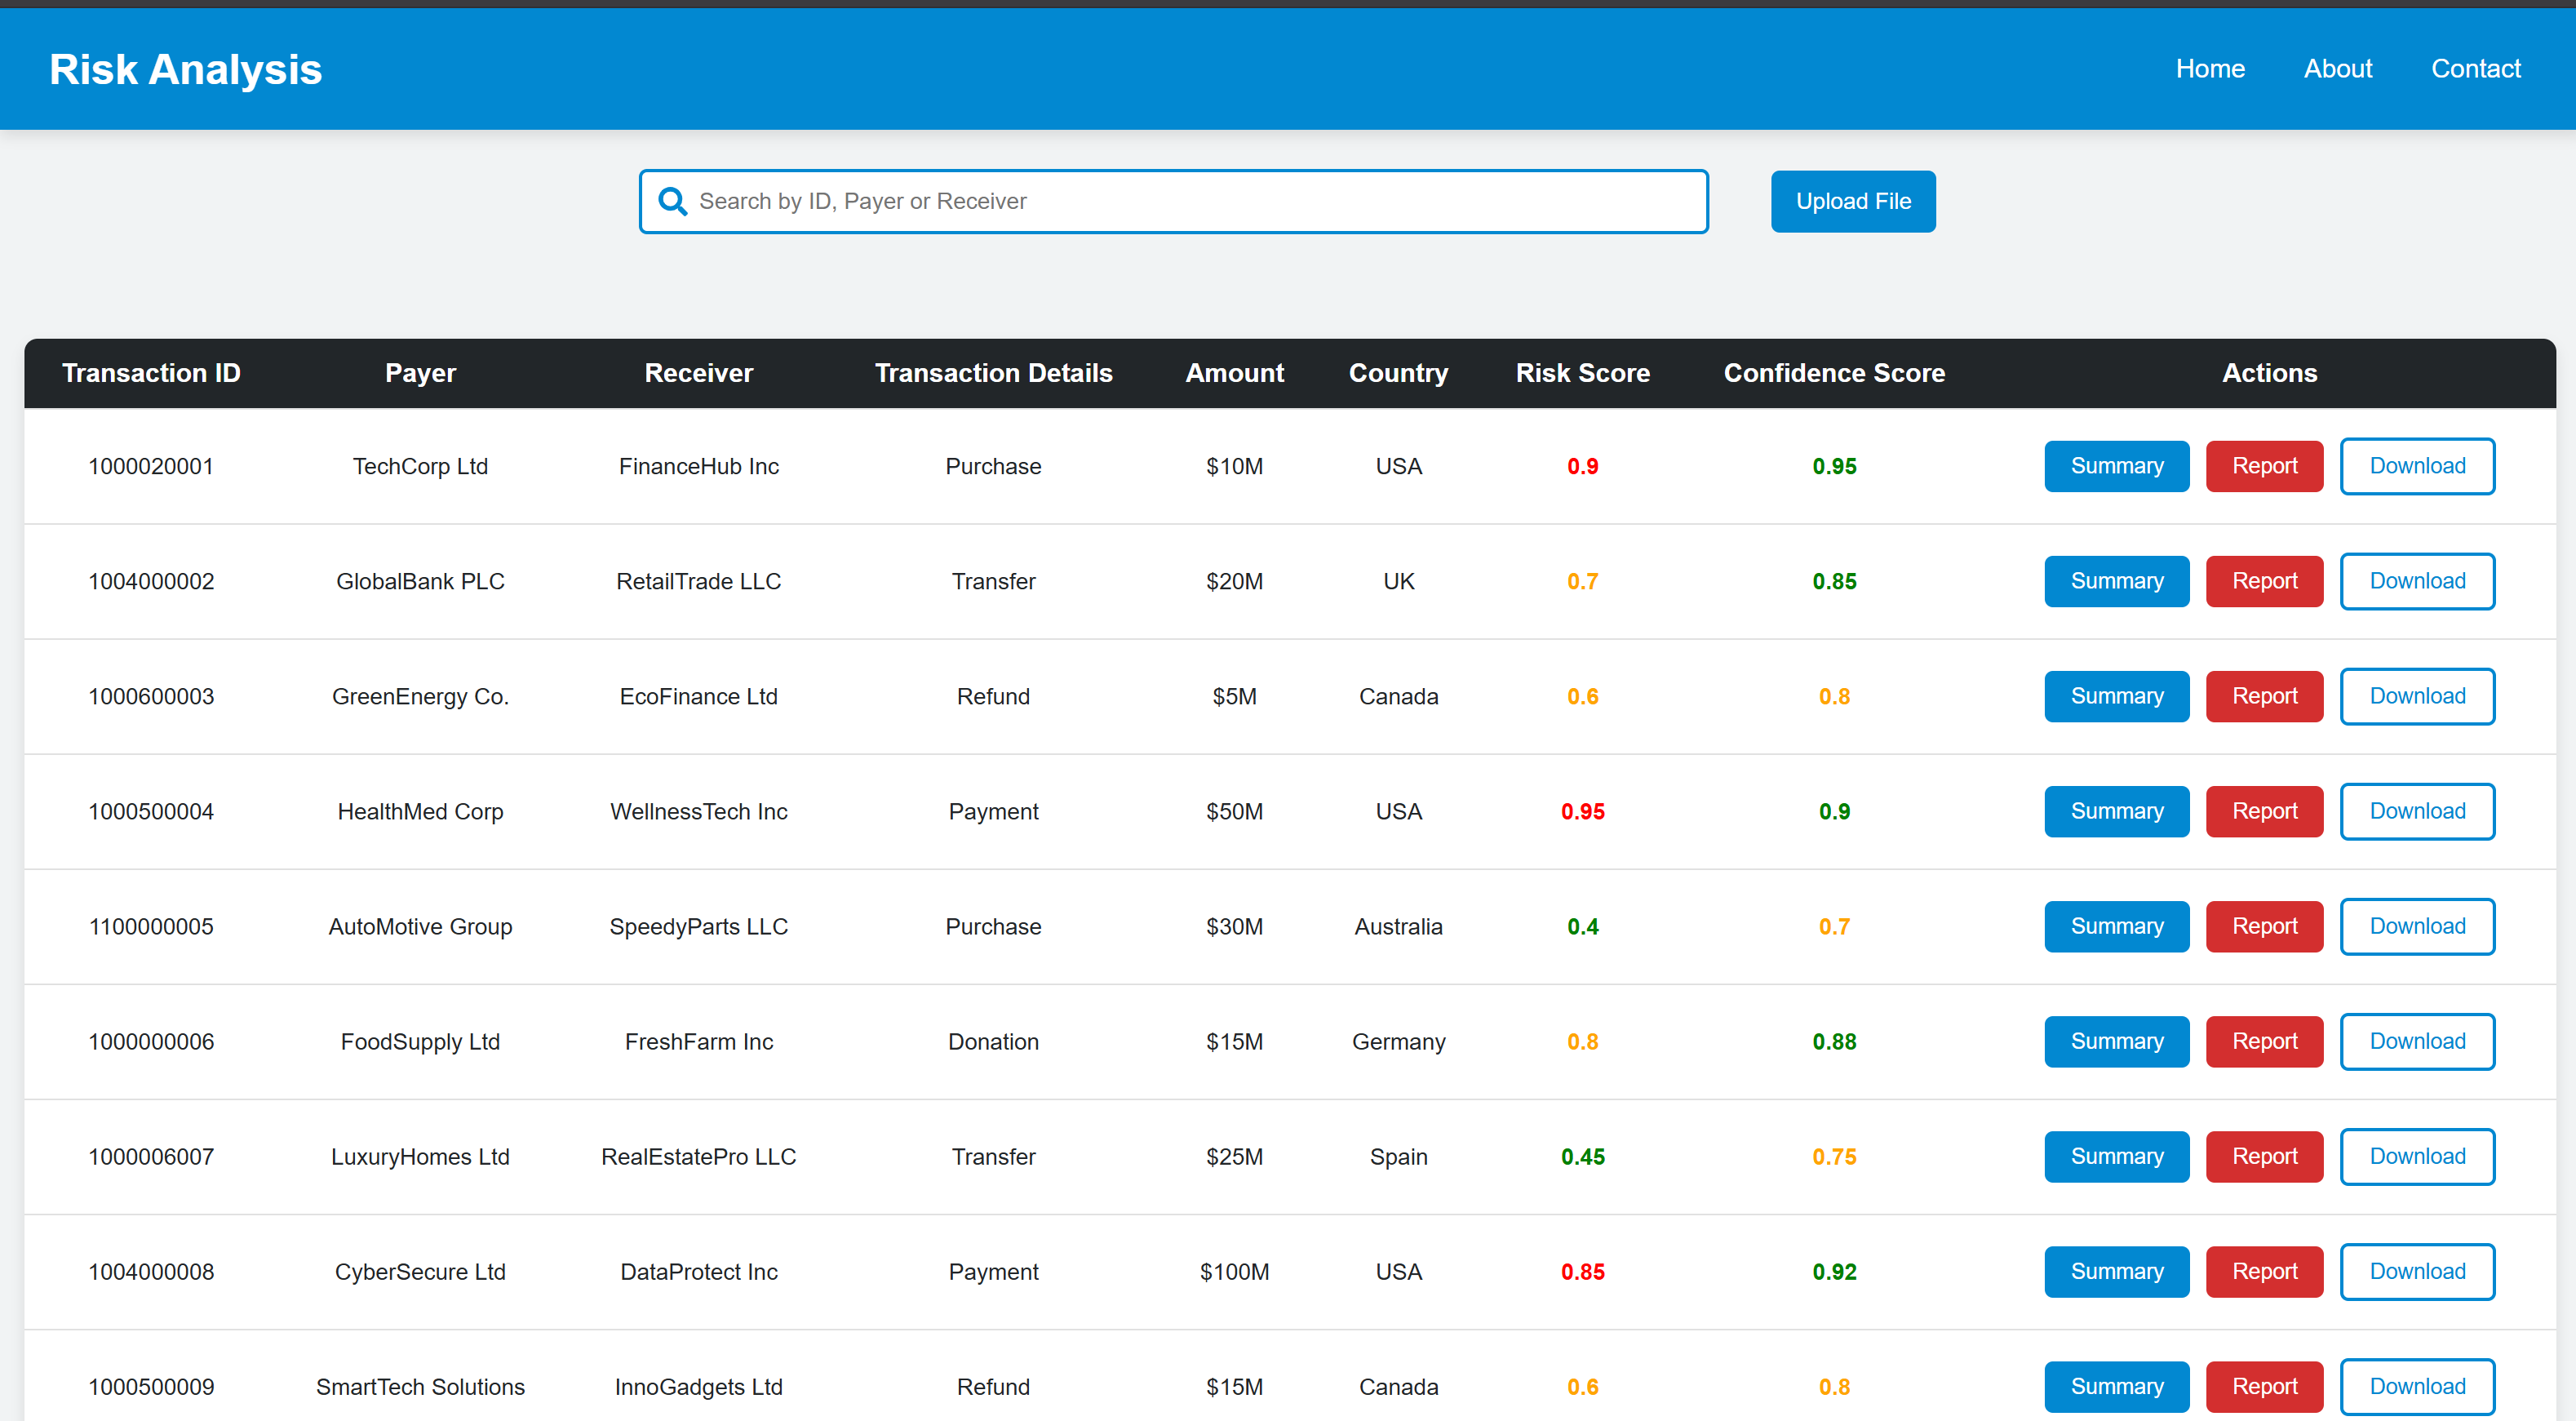 Risk Analysis Home About Contact
Search by ID, Payer or Receiver Upload File
Transaction ID Payer Receiver Transaction Details Amount Country Risk Score Confidence Score Actions
1000020001 TechCorp Ltd FinanceHub Inc Purchase $10M USA 0.9 0.95 Summary Report Download
1004000002 GlobalBank PLC RetailTrade LLC Transfer $20M UK 0.7 0.85 Summary Report Download
1000600003 GreenEnergy Co. EcoFinance Ltd Refund $5M Canada 0.6 0.8 Summary Report Download
1000500004 HealthMed Corp WellnessTech Inc Payment $50M USA 0.95 0.9 Summary Report Download
1100000005 AutoMotive Group SpeedyParts LLC Purchase $30M Australia 0.4 0.7 Summary Report Download
1000000006 FoodSupply Ltd FreshFarm Inc Donation $15M Germany 0.8 0.88 Summary Report Download
1000006007 LuxuryHomes Ltd RealEstatePro LLC Transfer $25M Spain 0.45 0.75 Summary Report Download
1004000008 CyberSecure Ltd DataProtect Inc Payment $100M USA 0.85 0.92 Summary Report Download
1000500009 SmartTech Solutions InnoGadgets Ltd Refund $15M Canada 0.6 0.8 Summary Report Download